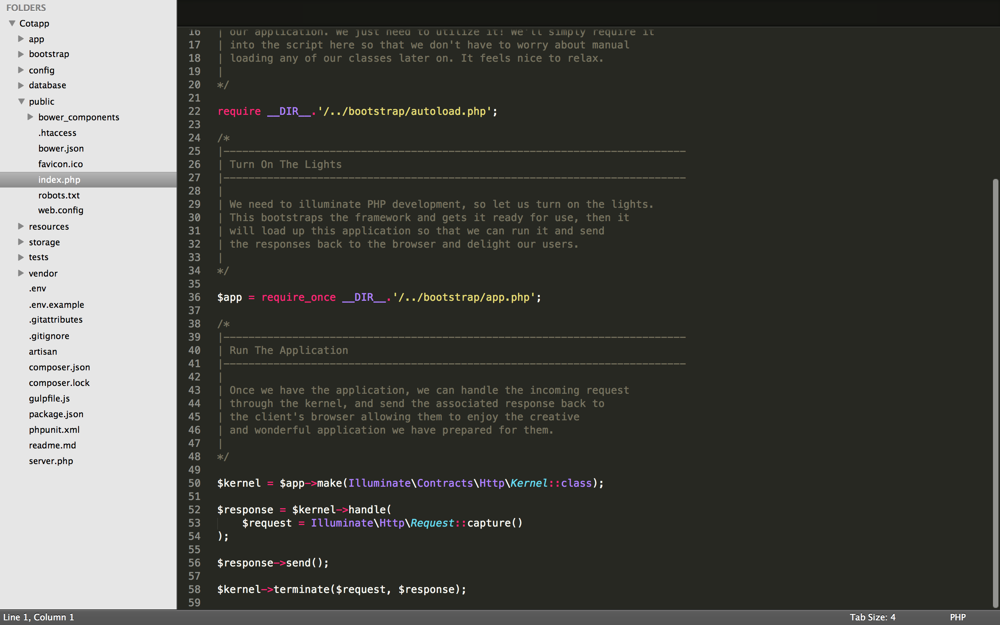 FOLDERS
Cotapp
app
bootstrap
config
database
public
bower_components
.htaccess
bower.json
favicon.ico
index.php
robots.txt
web.config
resources
storage
tests
vendor
.env
.env.example
.gitattributes
.gitignore
artisan
composer.json
composer.lock
gulpfile.js
package.json
phpunit.xml
readme.md
server.php
16 | our application. We just need to utilize it! We'll simply require it
17 | into the script here so that we don't have to worry about manual
18 | loading any of our classes later on. It feels nice to relax.
19 |
20 */
21
22 require __DIR__.'/../bootstrap/autoload.php';
23
24 /*
25 |--------------------------------------------------------------------------
26 | Turn On The Lights
27 |--------------------------------------------------------------------------
28 |
29 | We need to illuminate PHP development, so let us turn on the lights.
30 | This bootstraps the framework and gets it ready for use, then it
31 | will load up this application so that we can run it and send
32 | the responses back to the browser and delight our users.
33 |
34 */
35
36 $app = require_once __DIR__.'/../bootstrap/app.php';
37
38 /*
39 |--------------------------------------------------------------------------
40 | Run The Application
41 |--------------------------------------------------------------------------
42 |
43 | Once we have the application, we can handle the incoming request
44 | through the kernel, and send the associated response back to
45 | the client's browser allowing them to enjoy the creative
46 | and wonderful application we have prepared for them.
47 |
48 */
49
50 $kernel = $app->make(Illuminate\Contracts\Http\Kernel::class);
51
52 $response = $kernel->handle(
53     $request = Illuminate\Http\Request::capture()
54 );
55
56 $response->send();
57
58 $kernel->terminate($request, $response);
59
Line 1, Column 1
Tab Size: 4
PHP